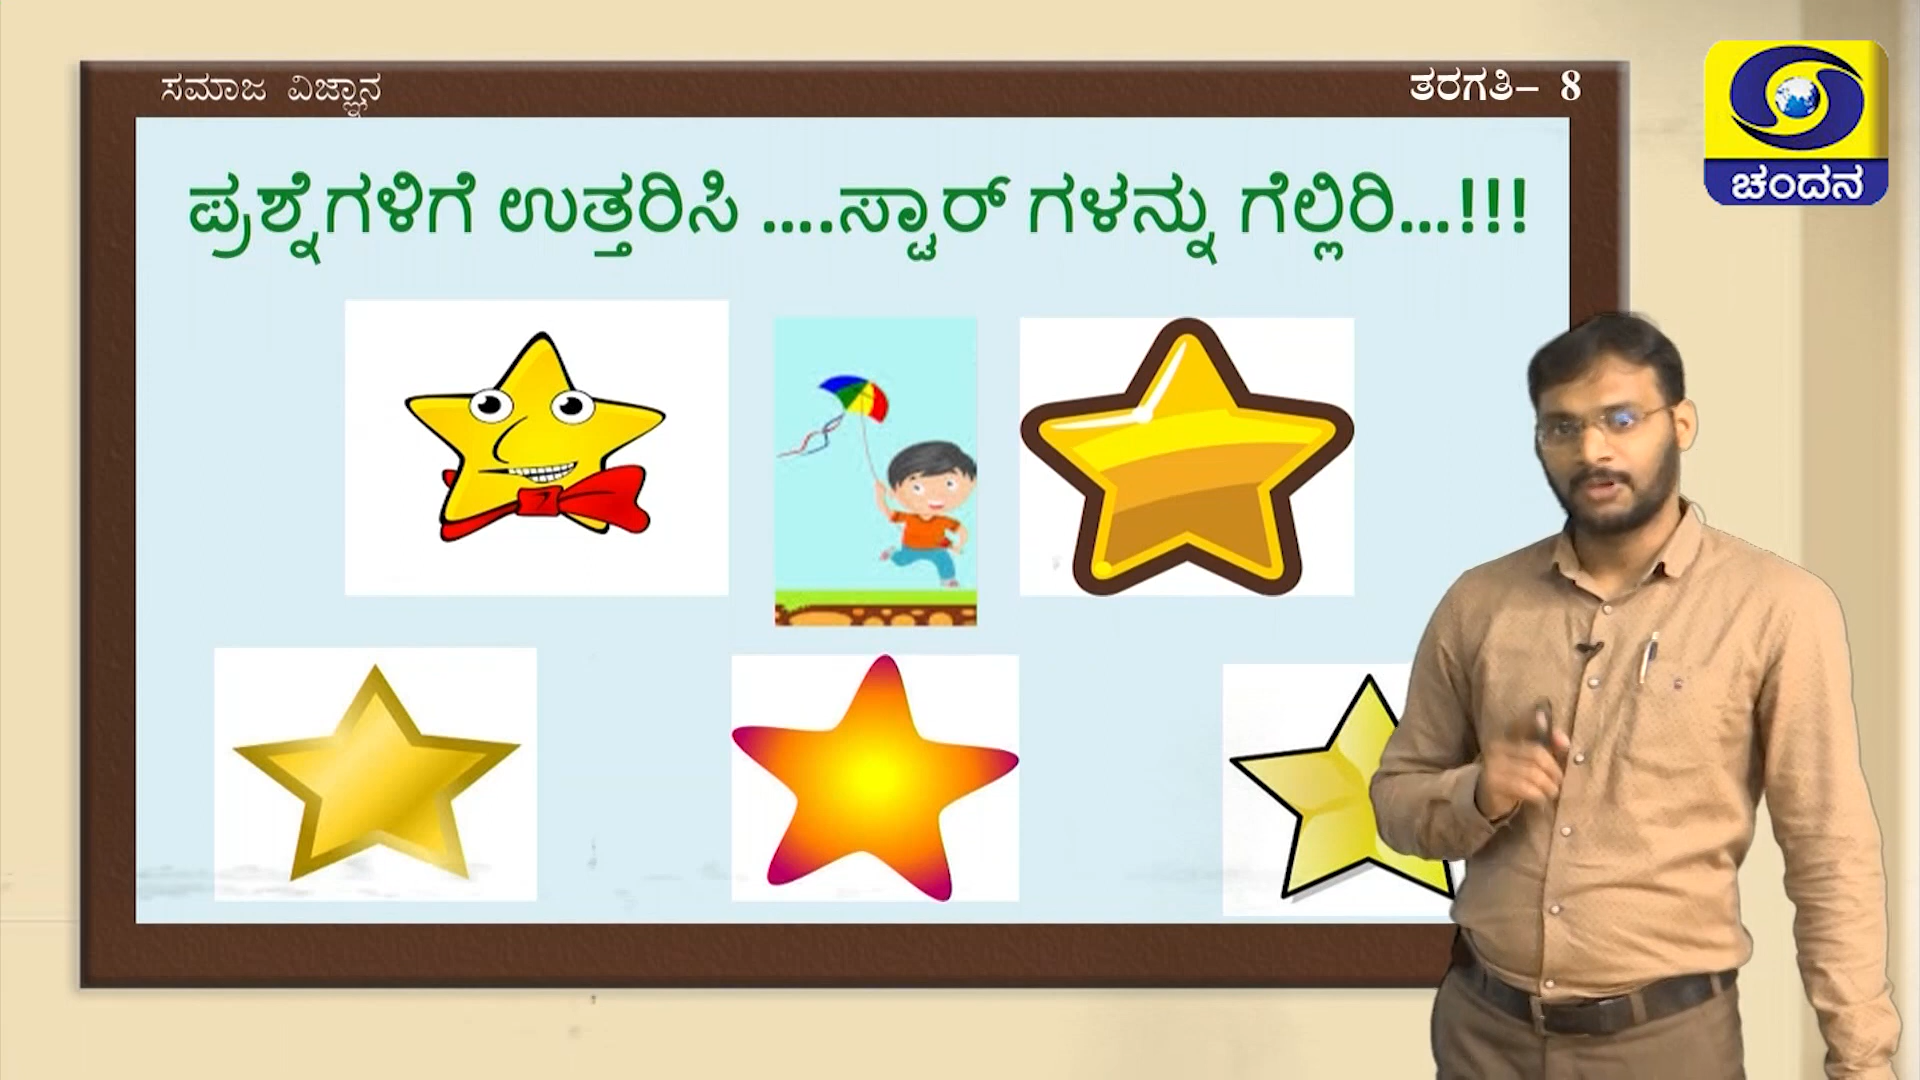 ಸಮಾಜ ವಿಜ್ಞಾನ
ತರಗತಿ– 8
ಚಂದನ
ಪ್ರಶ್ನೆಗಳಿಗೆ ಉತ್ತರಿಸಿ ....ಸ್ಟಾರ್ ಗಳನ್ನು ಗೆಲ್ಲಿರಿ...!!!